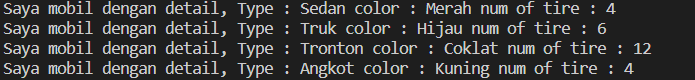 Saya mobil dengan detail, Type : Sedan color : Merah num of tire : 4
Saya mobil dengan detail, Type : Truk color : Hijau num of tire : 6
Saya mobil dengan detail, Type : Tronton color : Coklat num of tire : 12
Saya mobil dengan detail, Type : Angkot color : Kuning num of tire : 4